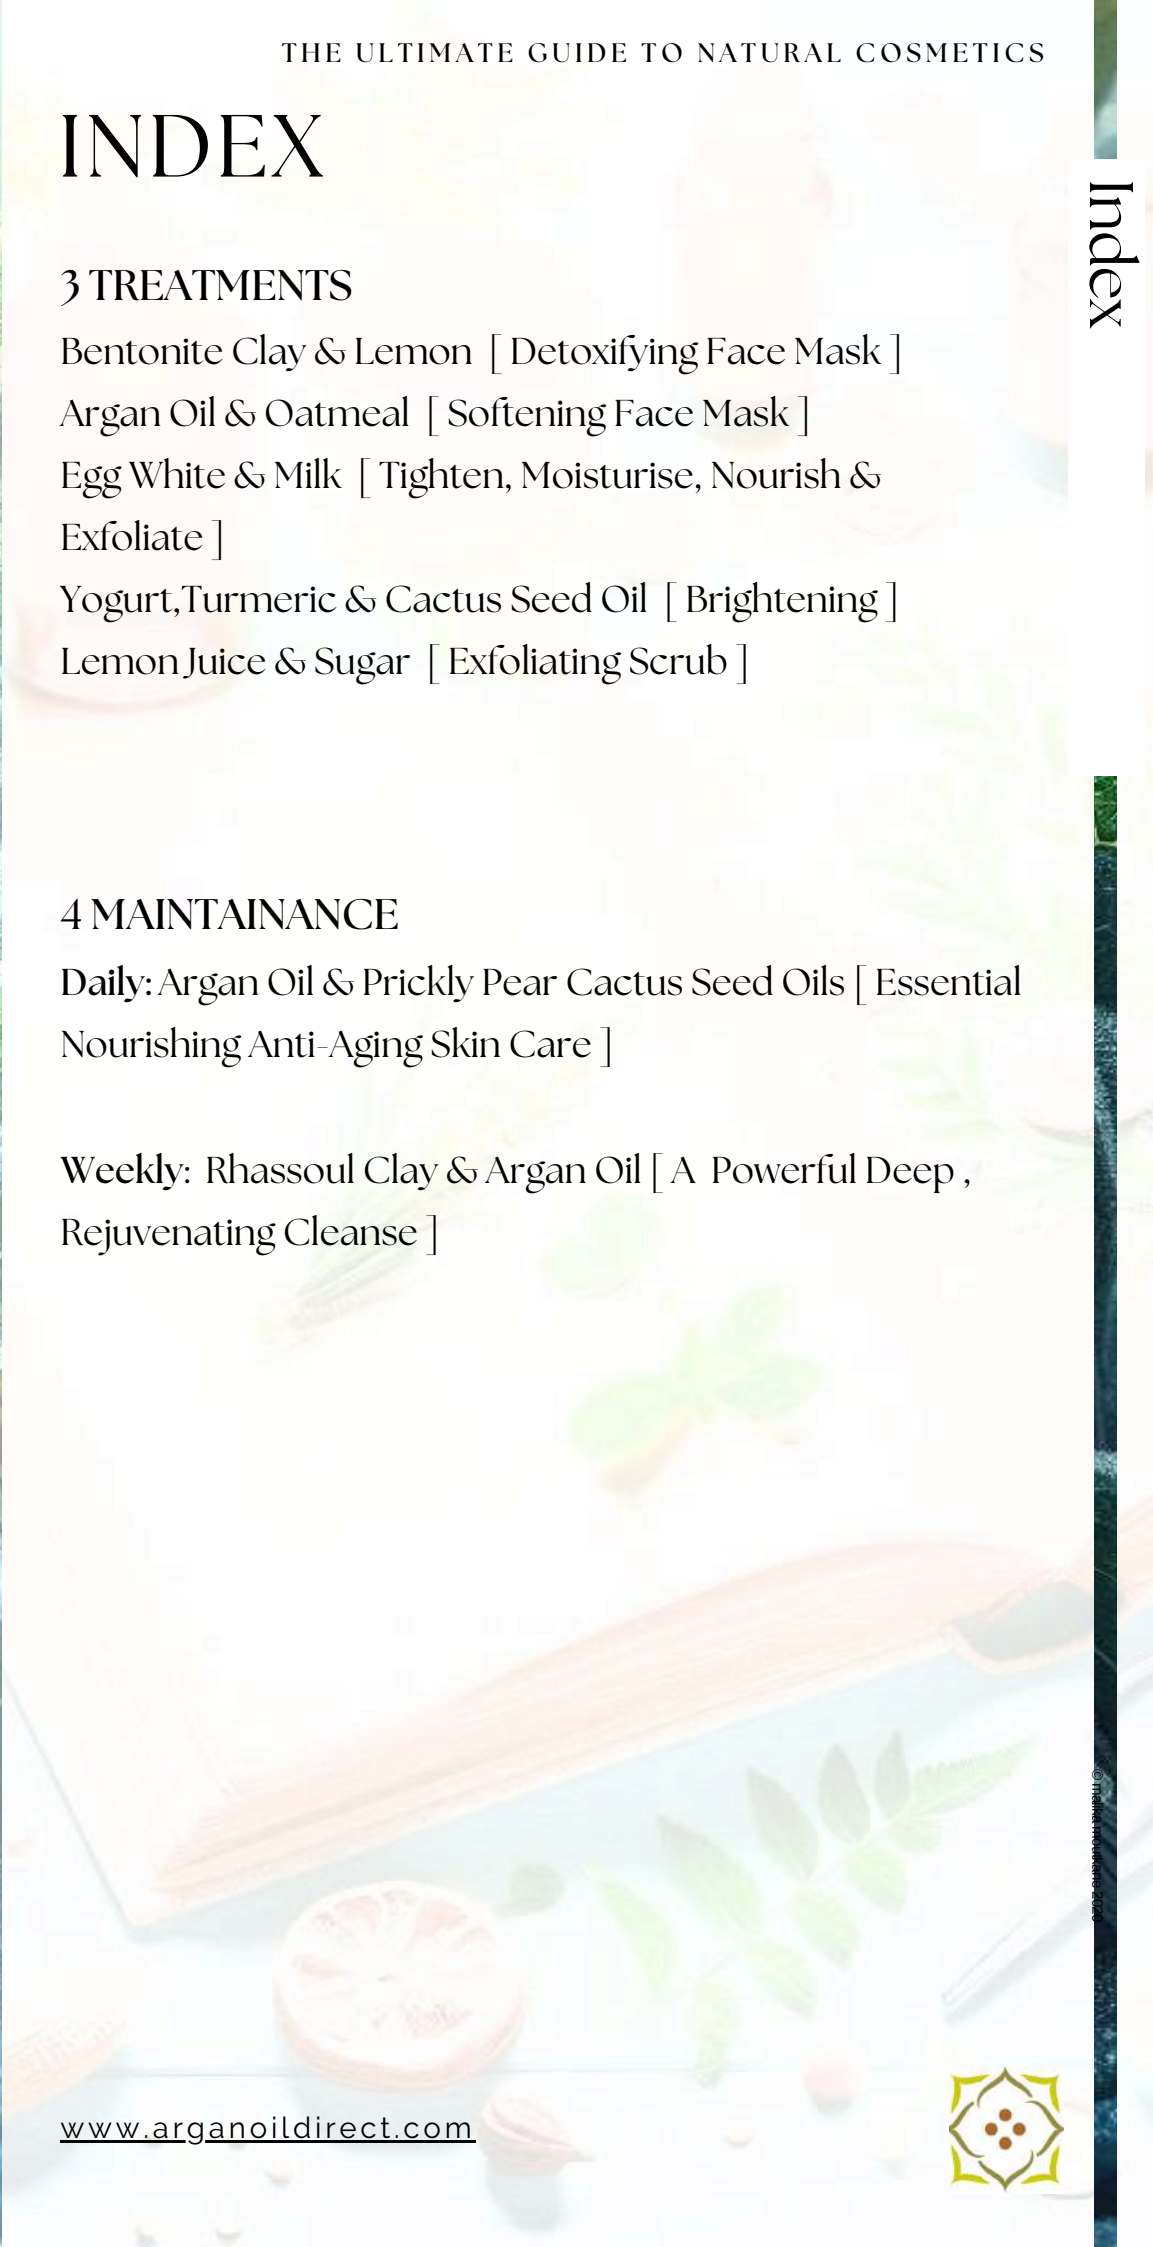 THE ULTIMATE GUIDE TO NATURAL COSMETICS
INDEX
Index
3 TREATMENTS
Bentonite Clay & Lemon [ Detoxifying Face Mask ]
Argan Oil & Oatmeal [ Softening Face Mask ]
Egg White & Milk [ Tighten, Moisturise, Nourish &
Exfoliate ]
Yogurt,Turmeric & Cactus Seed Oil [ Brightening ]
Lemon Juice & Sugar [ Exfoliating Scrub ]
4 MAINTAINANCE
Daily: Argan Oil & Prickly Pear Cactus Seed Oils [ Essential
Nourishing Anti-Aging Skin Care ]
Weekly: Rhassoul Clay & Argan Oil [ A Powerful Deep ,
Rejuvenating Cleanse ]
© 2020
www.arganoildirect.com